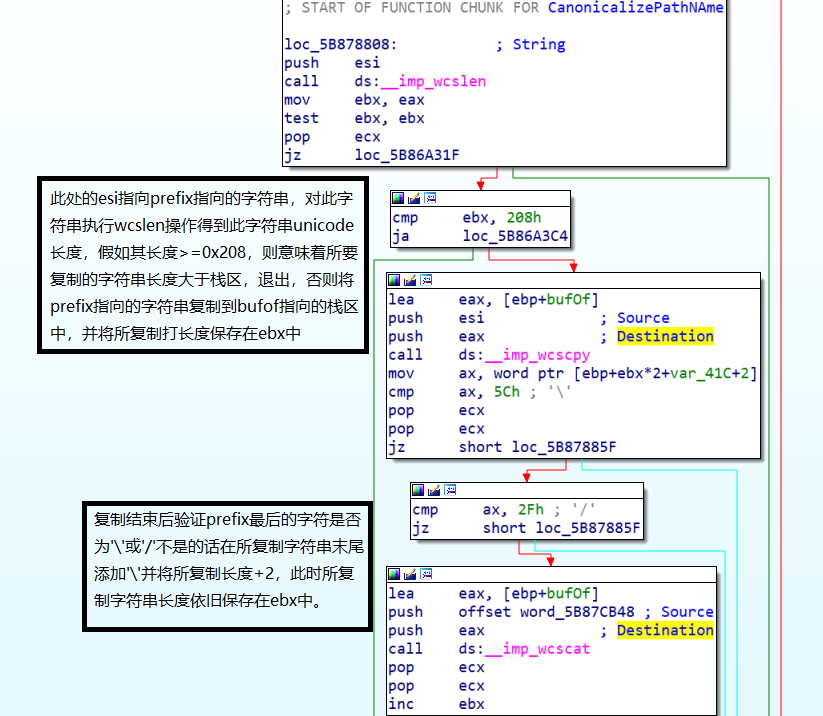 ; START OF FUNCTION CHUNK FOR CanonicalizePathNAme
loc_5B878808: ; String
push esi
call ds:__imp_wcslen
mov ebx, eax
test ebx, ebx
pop ecx
jz loc_5B86A31F
此处的esi指向prefix指向的字符串，对此字
符串执行wcslen操作得到此字符串unicode
长度，假如其长度>=0x208，则意味着所要
复制的字符串长度大于栈区，退出，否则将
prefix指向的字符串复制到bufof指向的栈区
中，并将所复制打长度保存在ebx中
cmp ebx, 208h
ja loc_5B86A3C4
lea eax, [ebp+bufOf]
push esi ; Source
push eax ; Destination
call ds:__imp_wcscpy
mov ax, word ptr [ebp+ebx*2+var_41C+2]
cmp ax, 5Ch ; '\'
pop ecx
pop ecx
jz short loc_5B87885F
cmp ax, 2Fh ; '/'
jz short loc_5B87885F
复制结束后验证prefix最后的字符是否
为'\'或'/'不是的话在所复制字符串末尾
添加'\'并将所复制长度+2，此时所复
制字符串长度依旧保存在ebx中。
lea eax, [ebp+bufOf]
push offset word_5B87CB48 ; Source
push eax ; Destination
call ds:__imp_wcscat
pop ecx
pop ecx
inc ebx